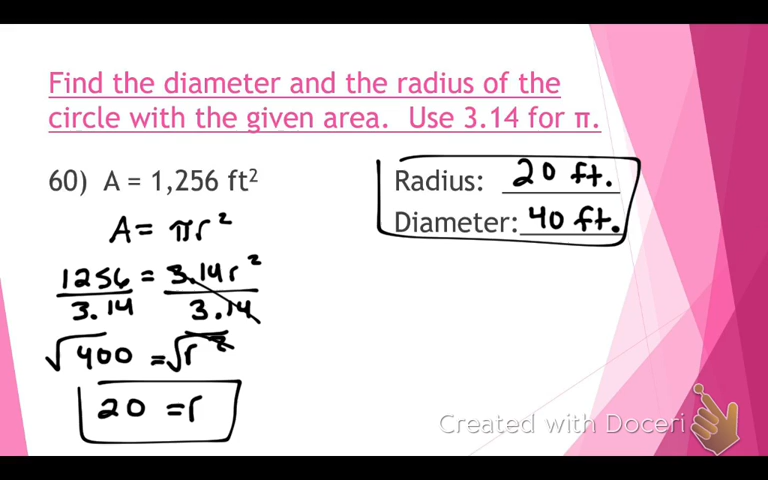 Find the diameter and the radius of the
circle with the given area. Use 3.14 for π.
60) A = 1,256 ft²
A = πr²
1256 = 3.14r²
3.14 3.14
√400 = √r²
20 = r
Radius: 20 ft.
Diameter: 40 ft.
Created with Doceri